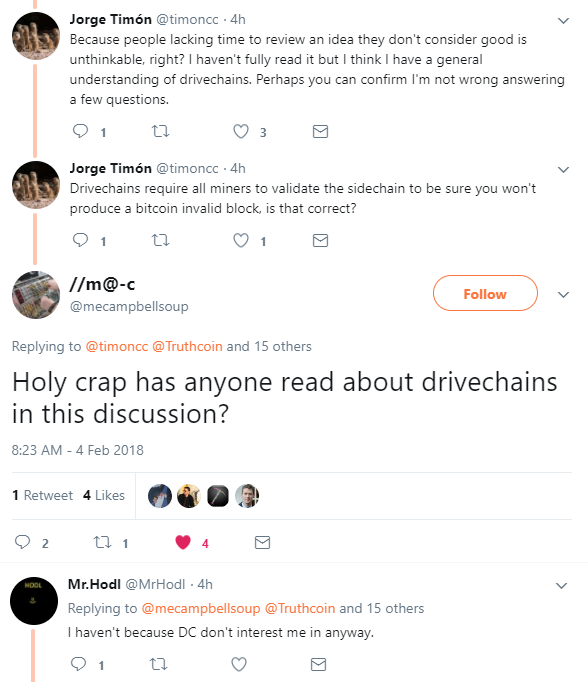 Jorge Timón @timoncc · 4h
Because people lacking time to review an idea they don't consider good is
unthinkable, right? I haven't fully read it but I think I have a general
understanding of drivechains. Perhaps you can confirm I'm not wrong answering
a few questions.
1 3
Jorge Timón @timoncc · 4h
Drivechains require all miners to validate the sidechain to be sure you won't
produce a bitcoin invalid block, is that correct?
1 1
//m@-c
@mecampbellsoup
Follow
Replying to @timoncc @Truthcoin and 15 others
Holy crap has anyone read about drivechains
in this discussion?
8:23 AM - 4 Feb 2018
1 Retweet 4 Likes
2 1 4
HODL
Mr.Hodl @MrHodl · 4h
Replying to @mecampbellsoup @Truthcoin and 15 others
I haven't because DC don't interest me in anyway.
1